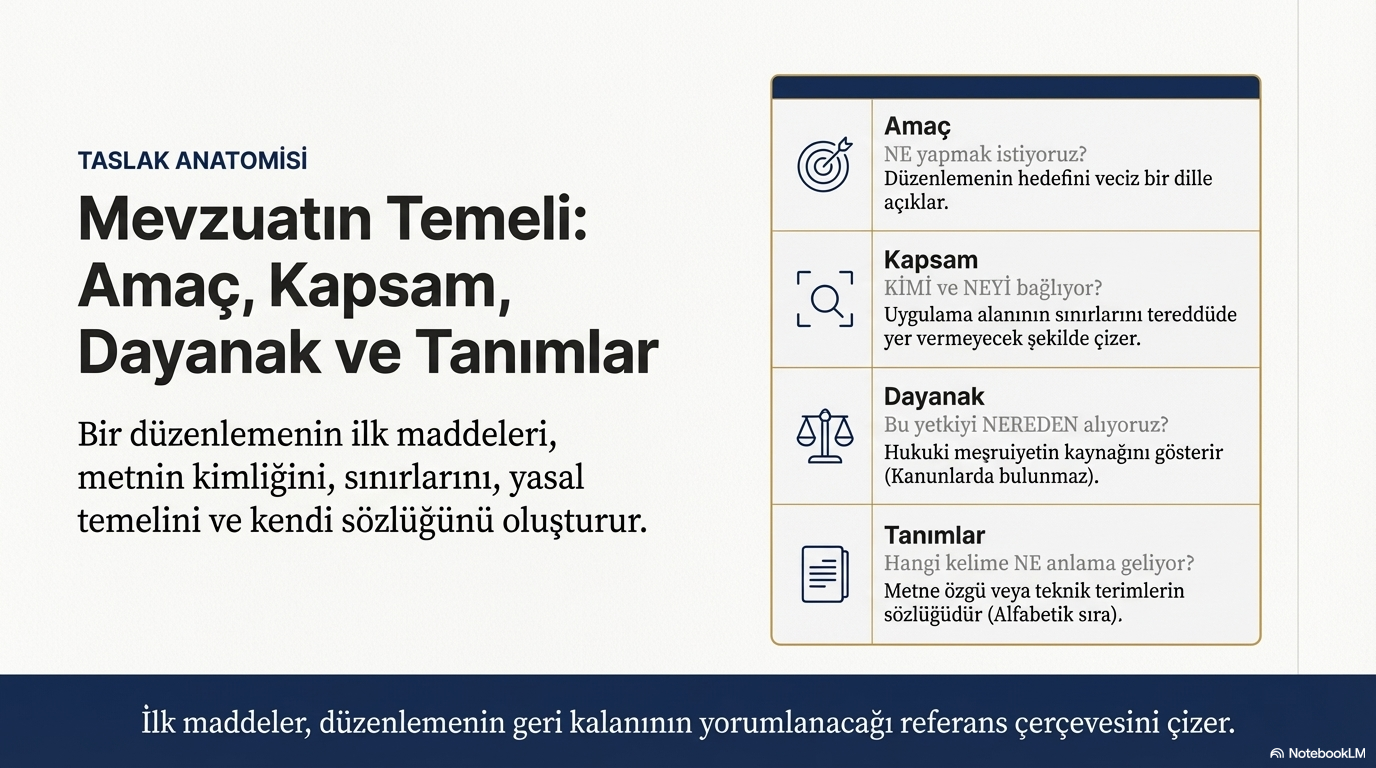 TASLAK ANATOMİSİ
Mevzuatın Temeli:
Amaç, Kapsam,
Dayanak ve Tanımlar
Bir düzenlemenin ilk maddeleri,
metnin kimliğini, sınırlarını, yasal
temelini ve kendi sözlüğünü oluşturur.
Amaç
NE yapmak istiyoruz?
Düzenlemenin hedefini veciz bir dille
açıklar.
Kapsam
KİMİ ve NEYİ bağlıyor?
Uygulama alanının sınırlarını tereddüde
yer vermeyecek şekilde çizer.
Dayanak
Bu yetkiyi NEREDEN alıyoruz?
Hukuki meşruiyetin kaynağını gösterir
(Kanunlarda bulunmaz).
Tanımlar
Hangi kelime NE anlama geliyor?
Metne özgü veya teknik terimlerin
sözlüğüdür (Alfabetik sıra).
İlk maddeler, düzenlemenin geri kalanının yorumlanacağı referans çerçevesini çizer.
NotebookLM